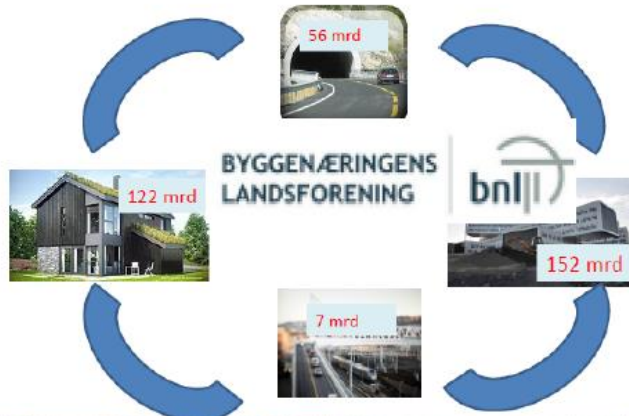 56 mrd
BYGGENÆRINGENS
LANDSFORENING
bnl
122 mrd
152 mrd
7 mrd